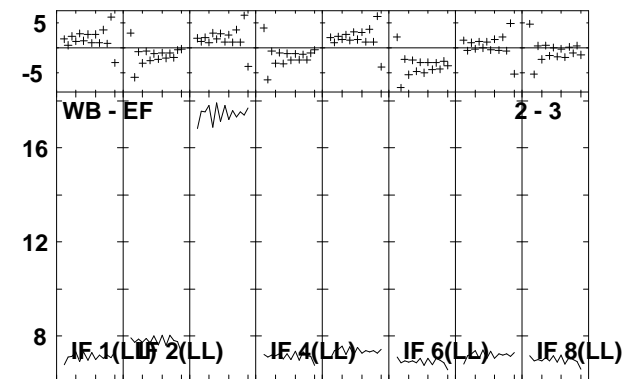 5
-5
WB - EF 2 - 3
16
12
8
IF 1(LL) IF 2(LL) IF 4(LL) IF 6(LL) IF 8(LL)